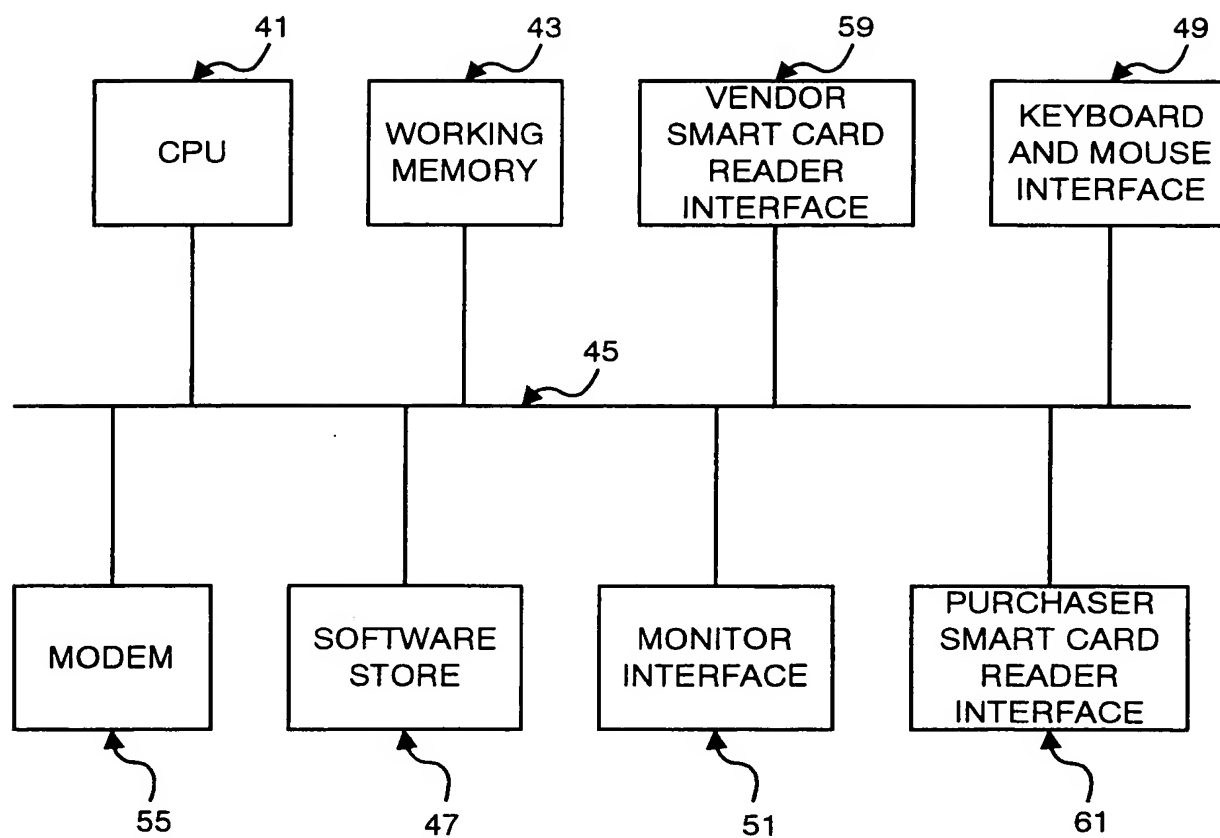 41
43
59
49
CPU
WORKING
MEMORY
VENDOR
SMART CARD
READER
INTERFACE
KEYBOARD
AND MOUSE
INTERFACE
45
MODEM
SOFTWARE
STORE
MONITOR
INTERFACE
PURCHASER
SMART CARD
READER
INTERFACE
55
47
51
61